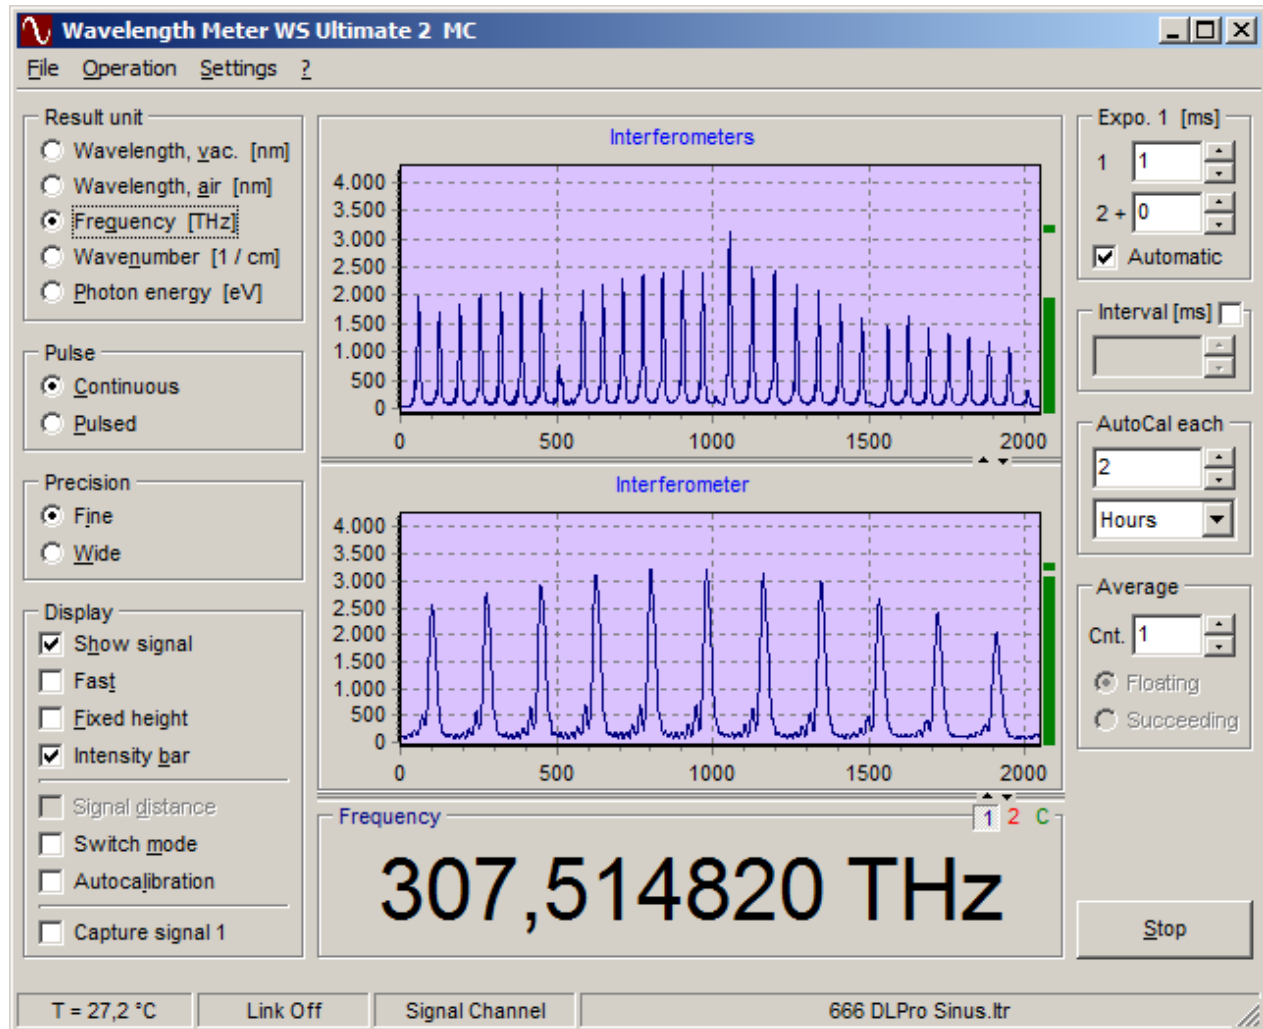 Wavelength Meter WS Ultimate 2 MC
File Operation Settings ?
Result unit
Wavelength, vac. [nm]
Wavelength, air [nm]
Frequency [THz]
Wavenumber [1 / cm]
Photon energy [eV]
Pulse
Continuous
Pulsed
Precision
Fine
Wide
Display
Show signal
Fast
Fixed height
Intensity bar
Signal distance
Switch mode
Autocalibration
Capture signal 1
Interferometers
4.000
3.500
3.000
2.500
2.000
1.500
1.000
500
0
0 500 1000 1500 2000
Interferometer
4.000
3.500
3.000
2.500
2.000
1.500
1.000
500
0
0 500 1000 1500 2000
Frequency 1 2 C
307,514820 THz
Expo. 1 [ms]
1 1
2 + 0
Automatic
Interval [ms]
AutoCal each
2
Hours
Average
Cnt. 1
Floating
Succeeding
Stop
T = 27,2 °C Link Off Signal Channel 666 DLPro Sinus.ltr